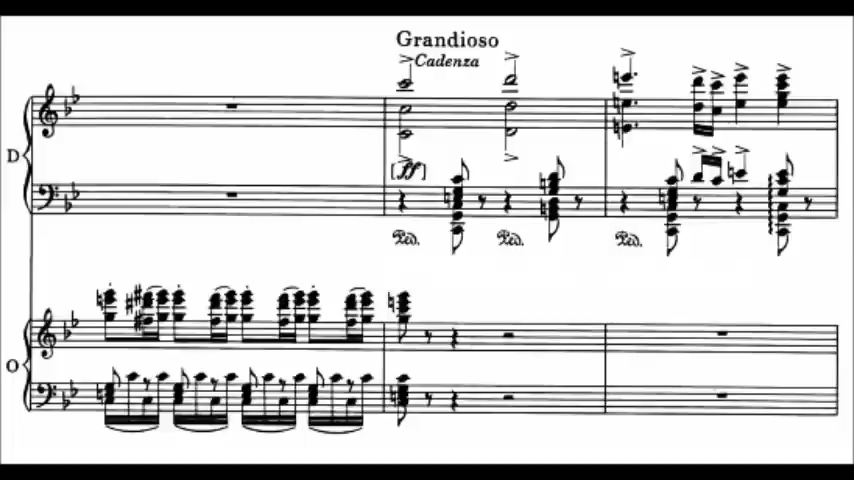 Grandioso
Cadenza
D
[ff]
Ped. Ped. Ped.
O